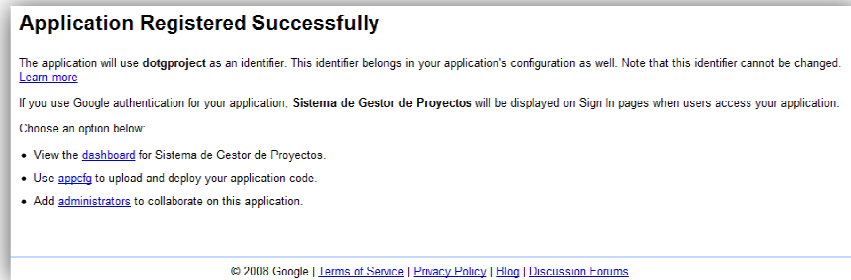 Application Registered Successfully
The application will use dotgproject as an identifier. This identifier belongs in your application's configuration as well. Note that this identifier cannot be changed.
Learn more
If you use Google authentication for your application, Sistema de Gestor de Proyectos will be displayed on Sign In pages when users access your application.
Choose an option below:
• View the dashboard for Sistema de Gestor de Proyectos.
• Use appcfg to upload and deploy your application code.
• Add administrators to collaborate on this application.
© 2008 Google | Terms of Service | Privacy Policy | Blog | Discussion Forums